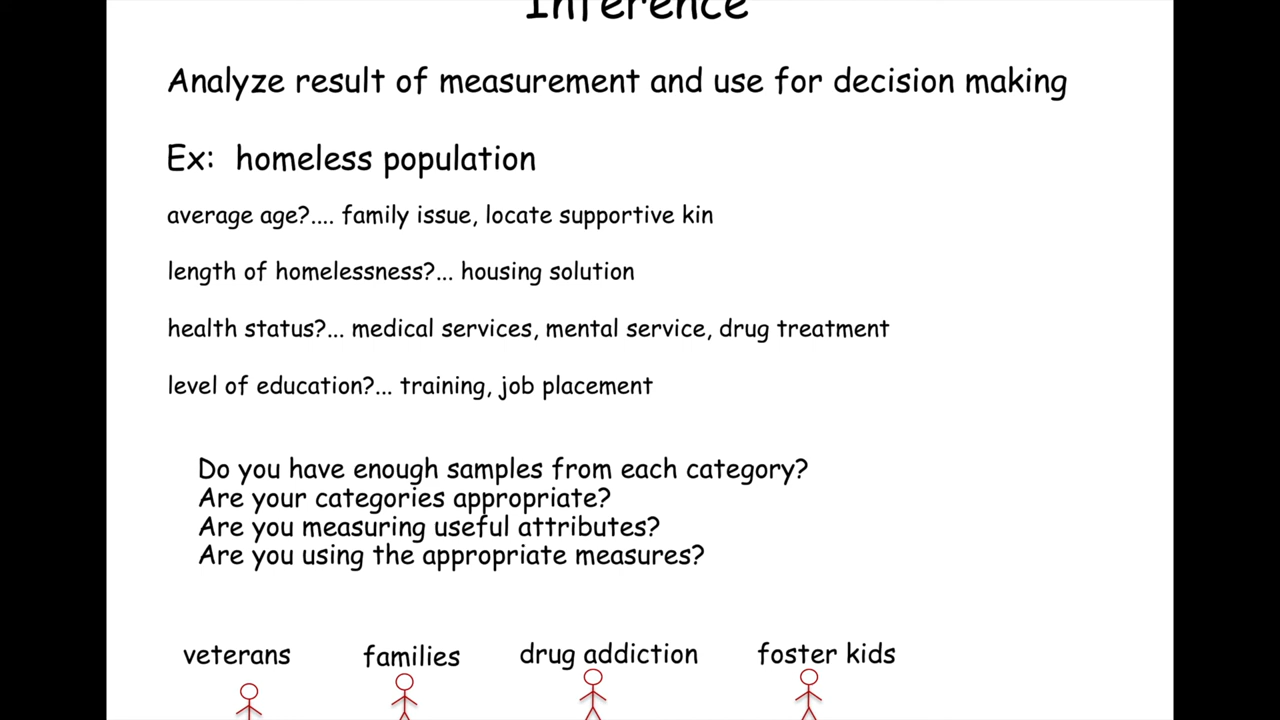 Inference
Analyze result of measurement and use for decision making
Ex: homeless population
average age?.... family issue, locate supportive kin
length of homelessness?... housing solution
health status?... medical services, mental service, drug treatment
level of education?... training, job placement
Do you have enough samples from each category?
Are your categories appropriate?
Are you measuring useful attributes?
Are you using the appropriate measures?
veterans families drug addiction foster kids